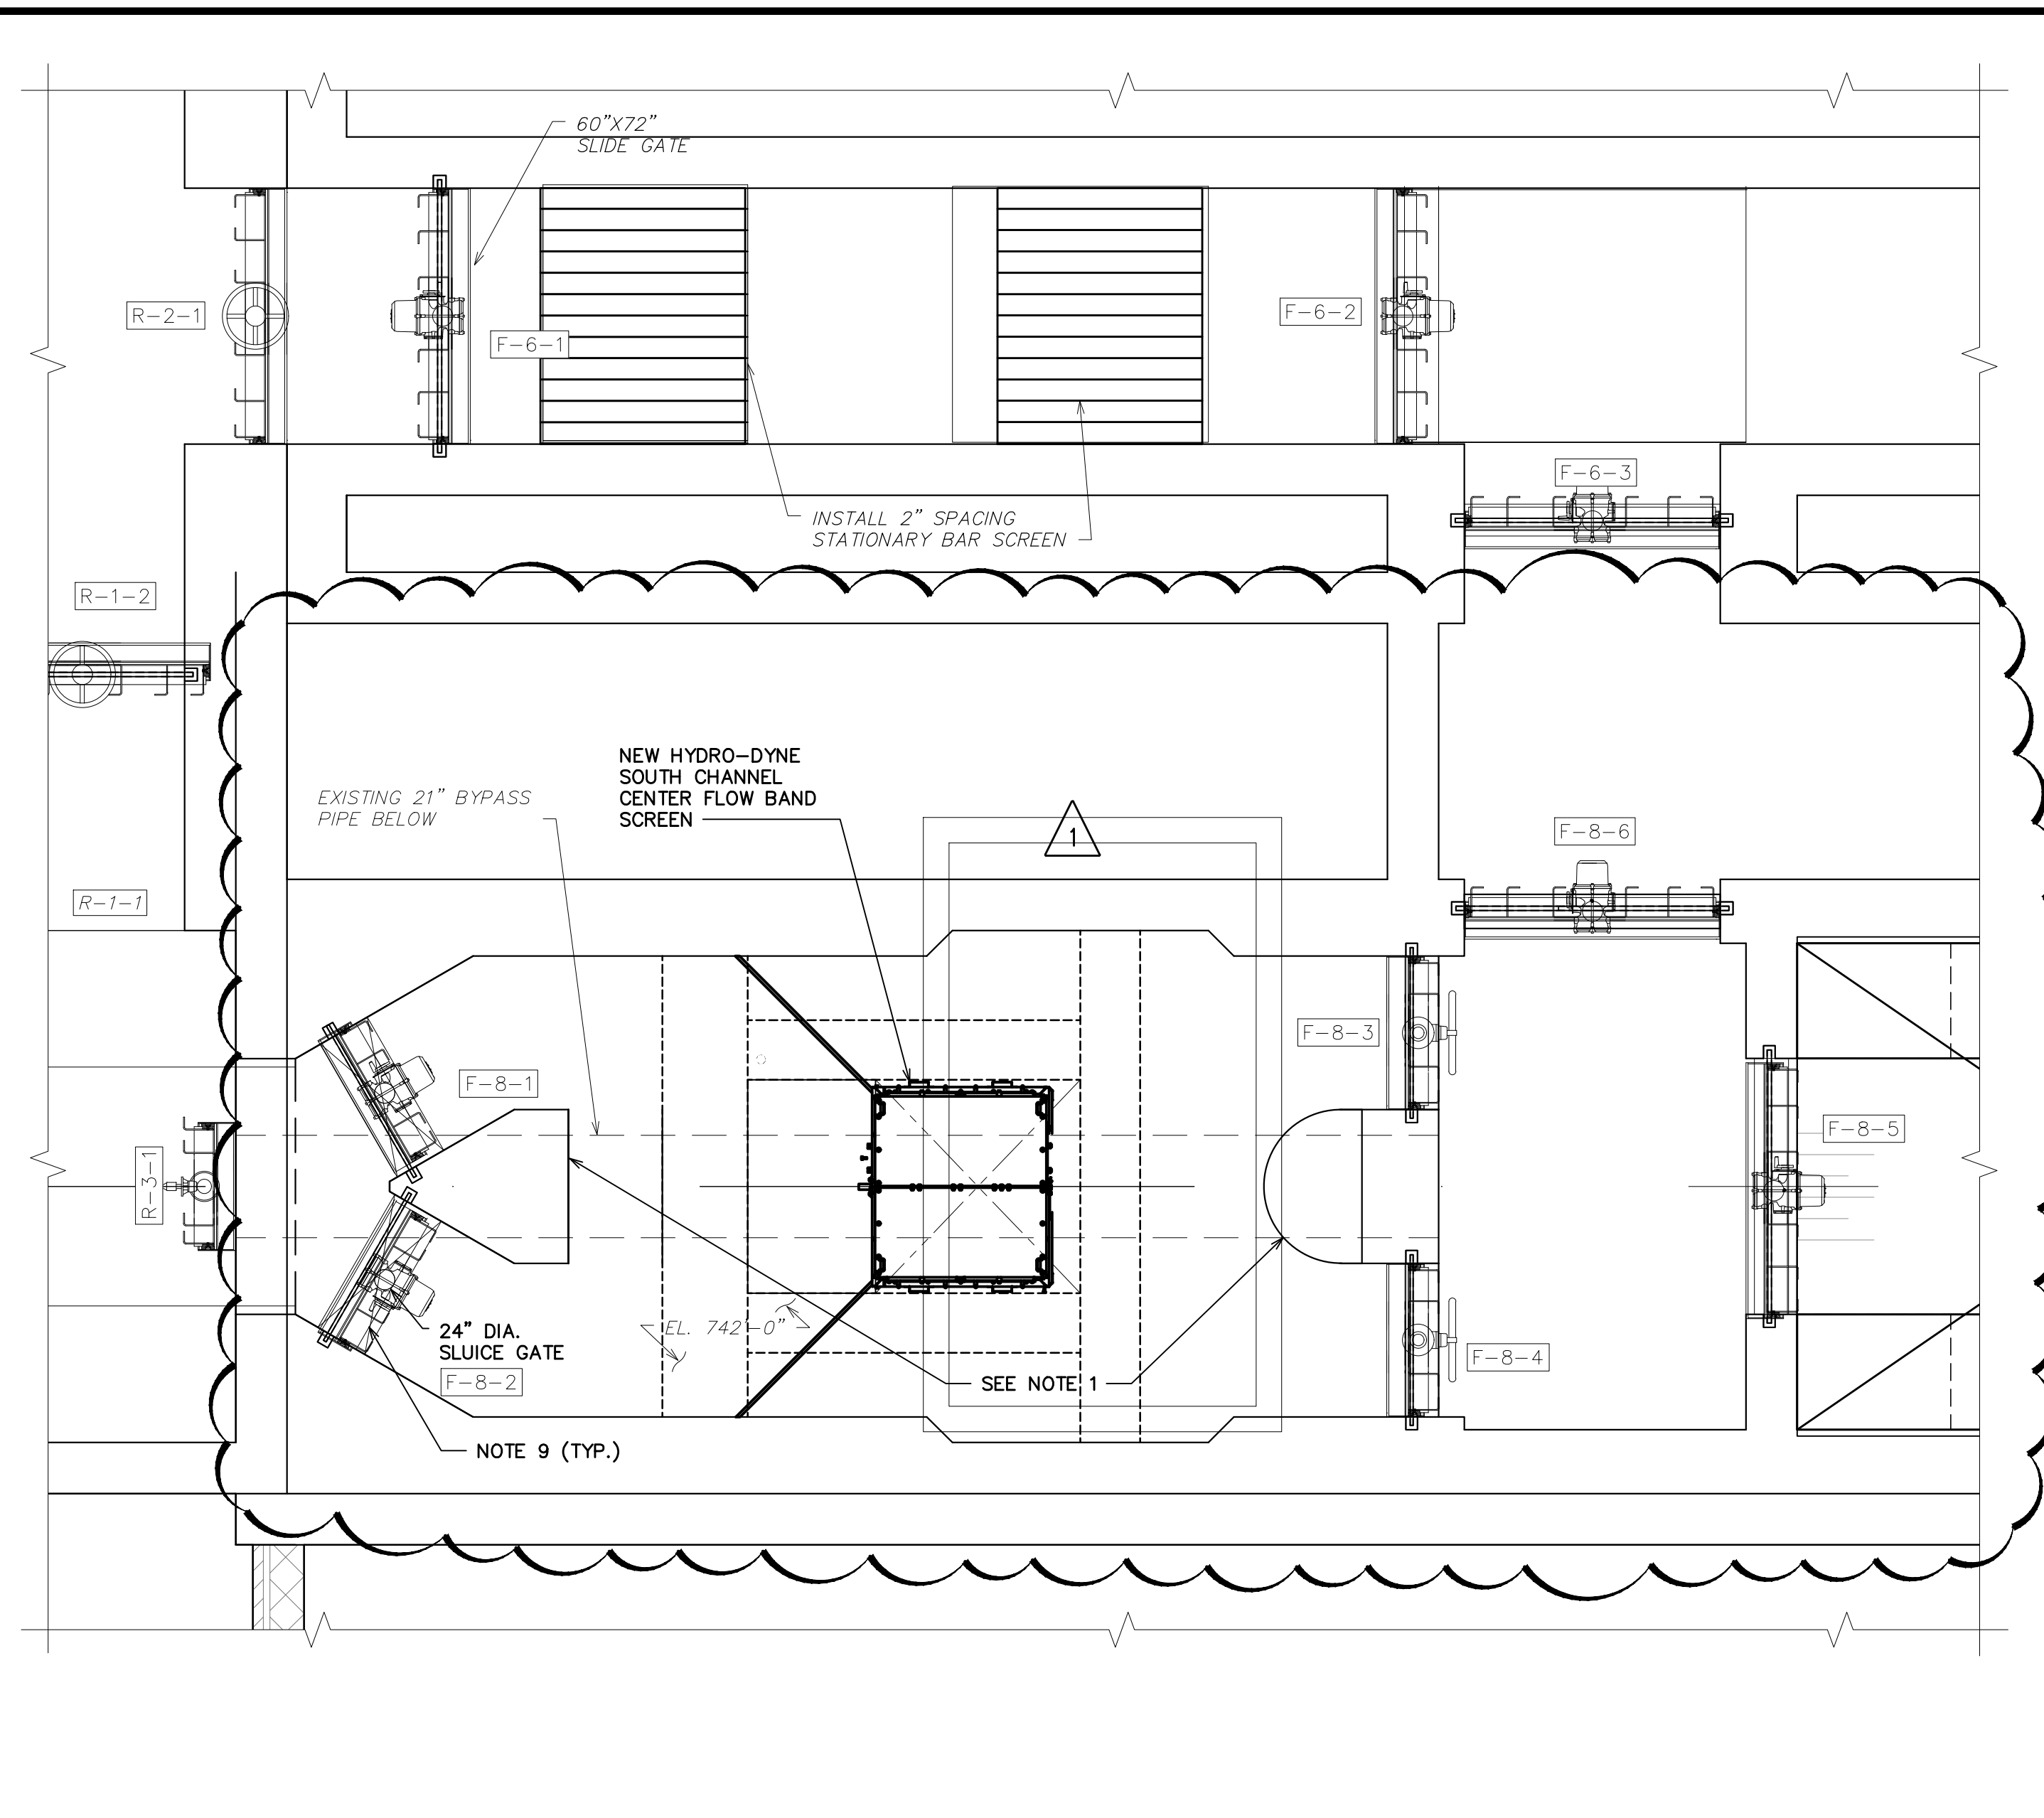 60”X72”
SLIDE GATE
R-2-1
F-6-1
F-6-2
F-6-3
INSTALL 2” SPACING
STATIONARY BAR SCREEN
R-1-2
NEW HYDRO-DYNE
SOUTH CHANNEL
CENTER FLOW BAND
SCREEN
EXISTING 21” BYPASS
PIPE BELOW
1
F-8-6
R-1-1
F-8-3
F-8-1
F-8-5
R-3-1
24” DIA.
SLUICE GATE
F-8-2
EL. 742'-0”
F-8-4
SEE NOTE 1
NOTE 9 (TYP.)